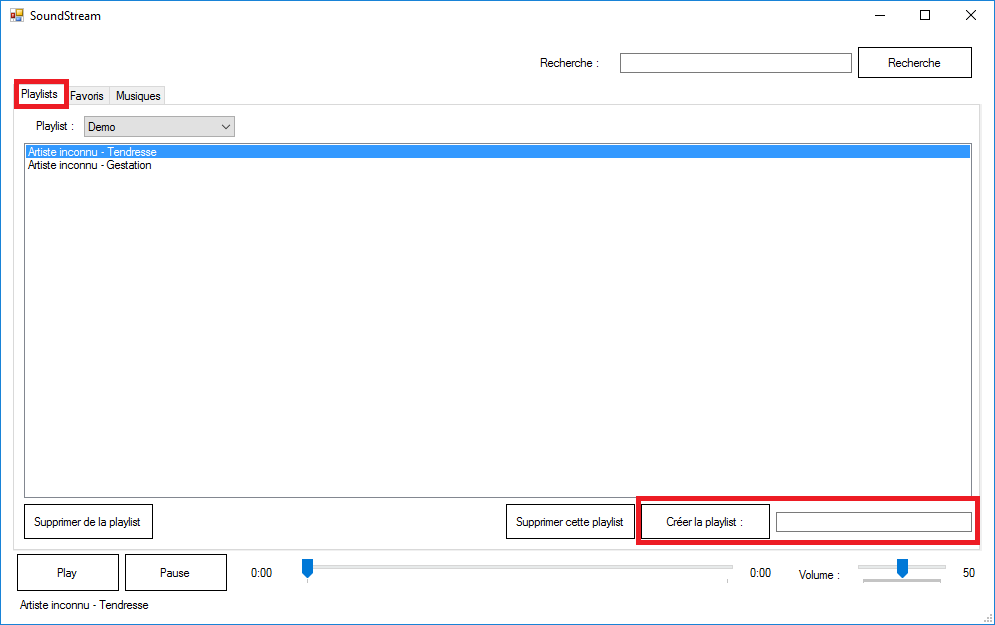 SoundStream
Recherche :
Recherche
Playlists
Favoris
Musiques
Playlist :
Demo
Artiste inconnu - Tendresse
Artiste inconnu - Gestation
Supprimer de la playlist
Supprimer cette playlist
Créer la playlist :
Play
Pause
0:00
0:00
Volume :
50
Artiste inconnu - Tendresse